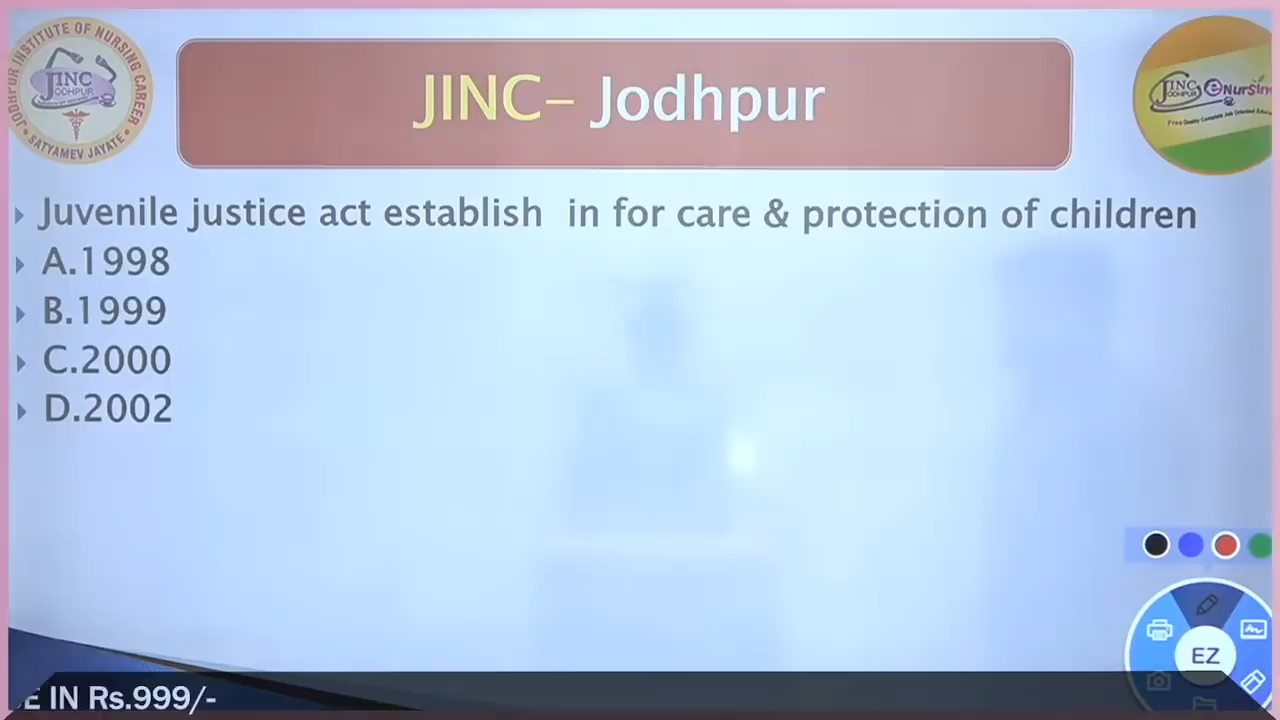 JODHPUR INSTITUTE OF NURSING CAREER
JINC
JODHPUR
SATYAMEV JAYATE
JINC- Jodhpur
JINC
JODHPUR
eNursin
Juvenile justice act establish in for care & protection of children
A.1998
B.1999
C.2000
D.2002
EZ
E IN Rs.999/-